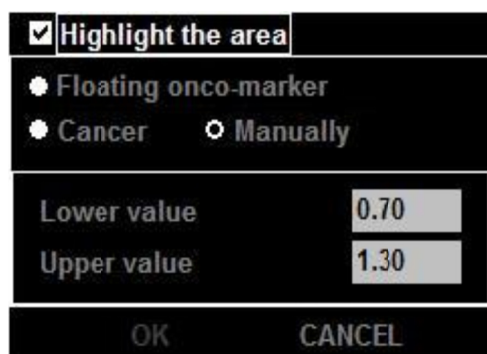 Highlight the area
Floating onco-marker
Cancer Manually
Lower value 0.70
Upper value 1.30
OK CANCEL